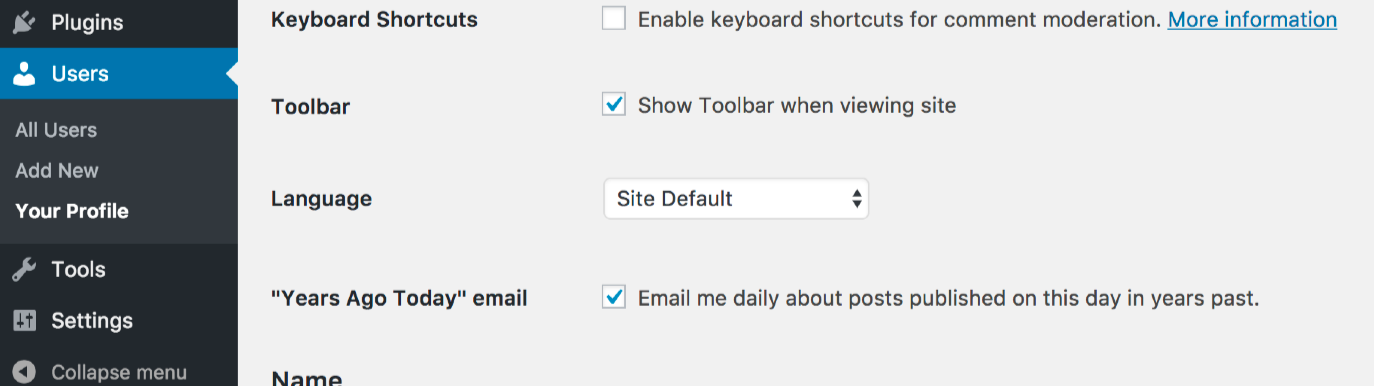 Plugins
Users
All Users
Add New
Your Profile
Tools
Settings
Collapse menu
Keyboard Shortcuts
Enable keyboard shortcuts for comment moderation. More information
Toolbar
Show Toolbar when viewing site
Language
Site Default
"Years Ago Today" email
Email me daily about posts published on this day in years past.
Name